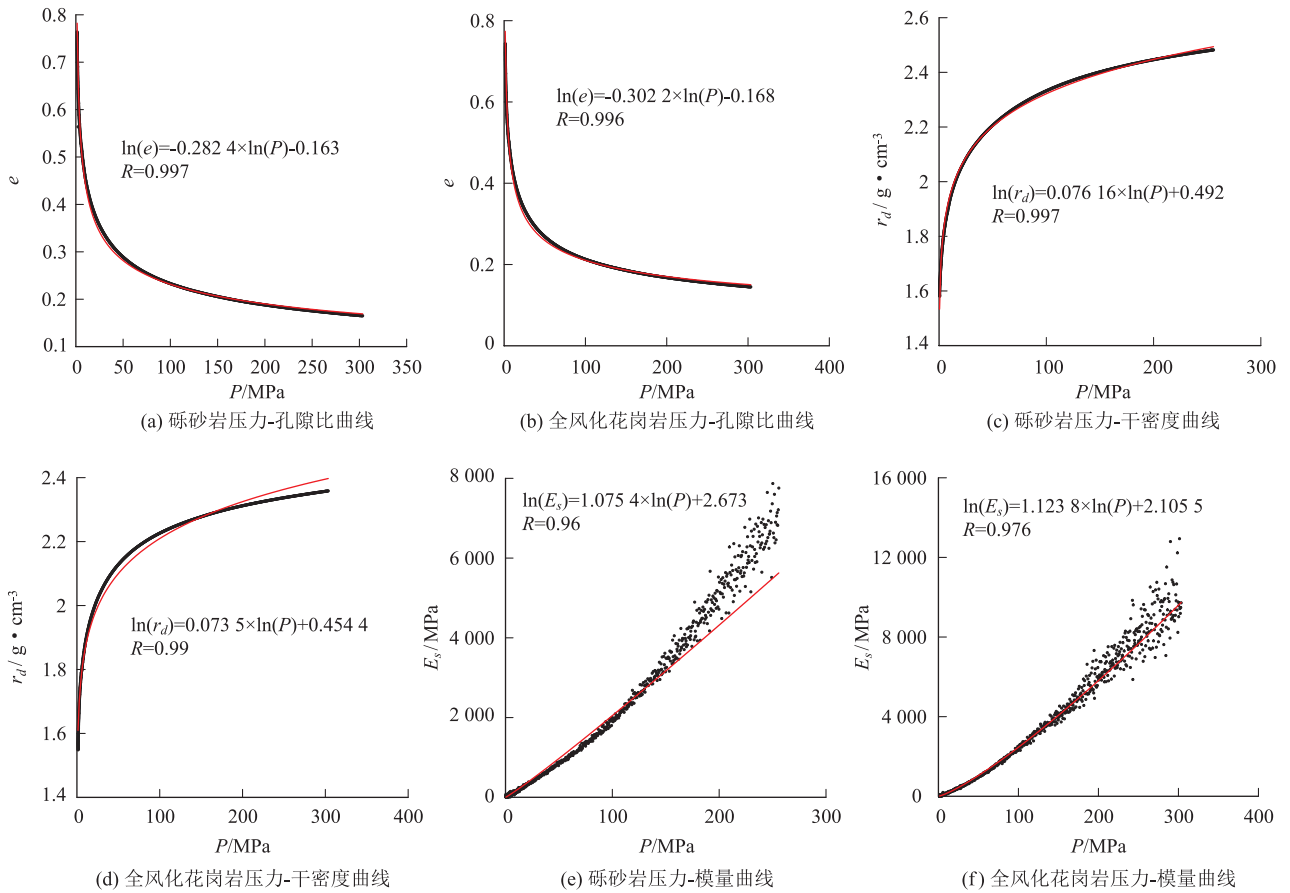 0.8
0.7
0.6
0.5
0.4
0.3
0.2
0.1
e
ln(e)=-0.282 4×ln(P)-0.163
R=0.997
0 50 100 150 200 250 300 350
P/MPa
(a) 砾砂岩压力-孔隙比曲线
0.8
0.6
0.4
0.2
0
e
ln(e)=-0.302 2×ln(P)-0.168
R=0.996
0 100 200 300 400
P/MPa
(b) 全风化花岗岩压力-孔隙比曲线
2.6
2.4
2.2
2
1.8
1.6
1.4
r_d / g • cm⁻³
ln(r_d)=0.076 16×ln(P)+0.492
R=0.997
0 100 200 300
P/MPa
(c) 砾砂岩压力-干密度曲线
2.4
2.2
2
1.8
1.6
1.4
r_d / g • cm⁻³
ln(r_d)=0.073 5×ln(P)+0.454 4
R=0.99
0 100 200 300 400
P/MPa
(d) 全风化花岗岩压力-干密度曲线
8 000
6 000
4 000
2 000
0
E_s /MPa
ln(E_s)=1.075 4×ln(P)+2.673
R=0.96
0 100 200 300
P/MPa
(e) 砾砂岩压力-模量曲线
16 000
12 000
8 000
4 000
0
E_s /MPa
ln(E_s)=1.123 8×ln(P)+2.105 5
R=0.976
0 100 200 300 400
P/MPa
(f) 全风化花岗岩压力-模量曲线